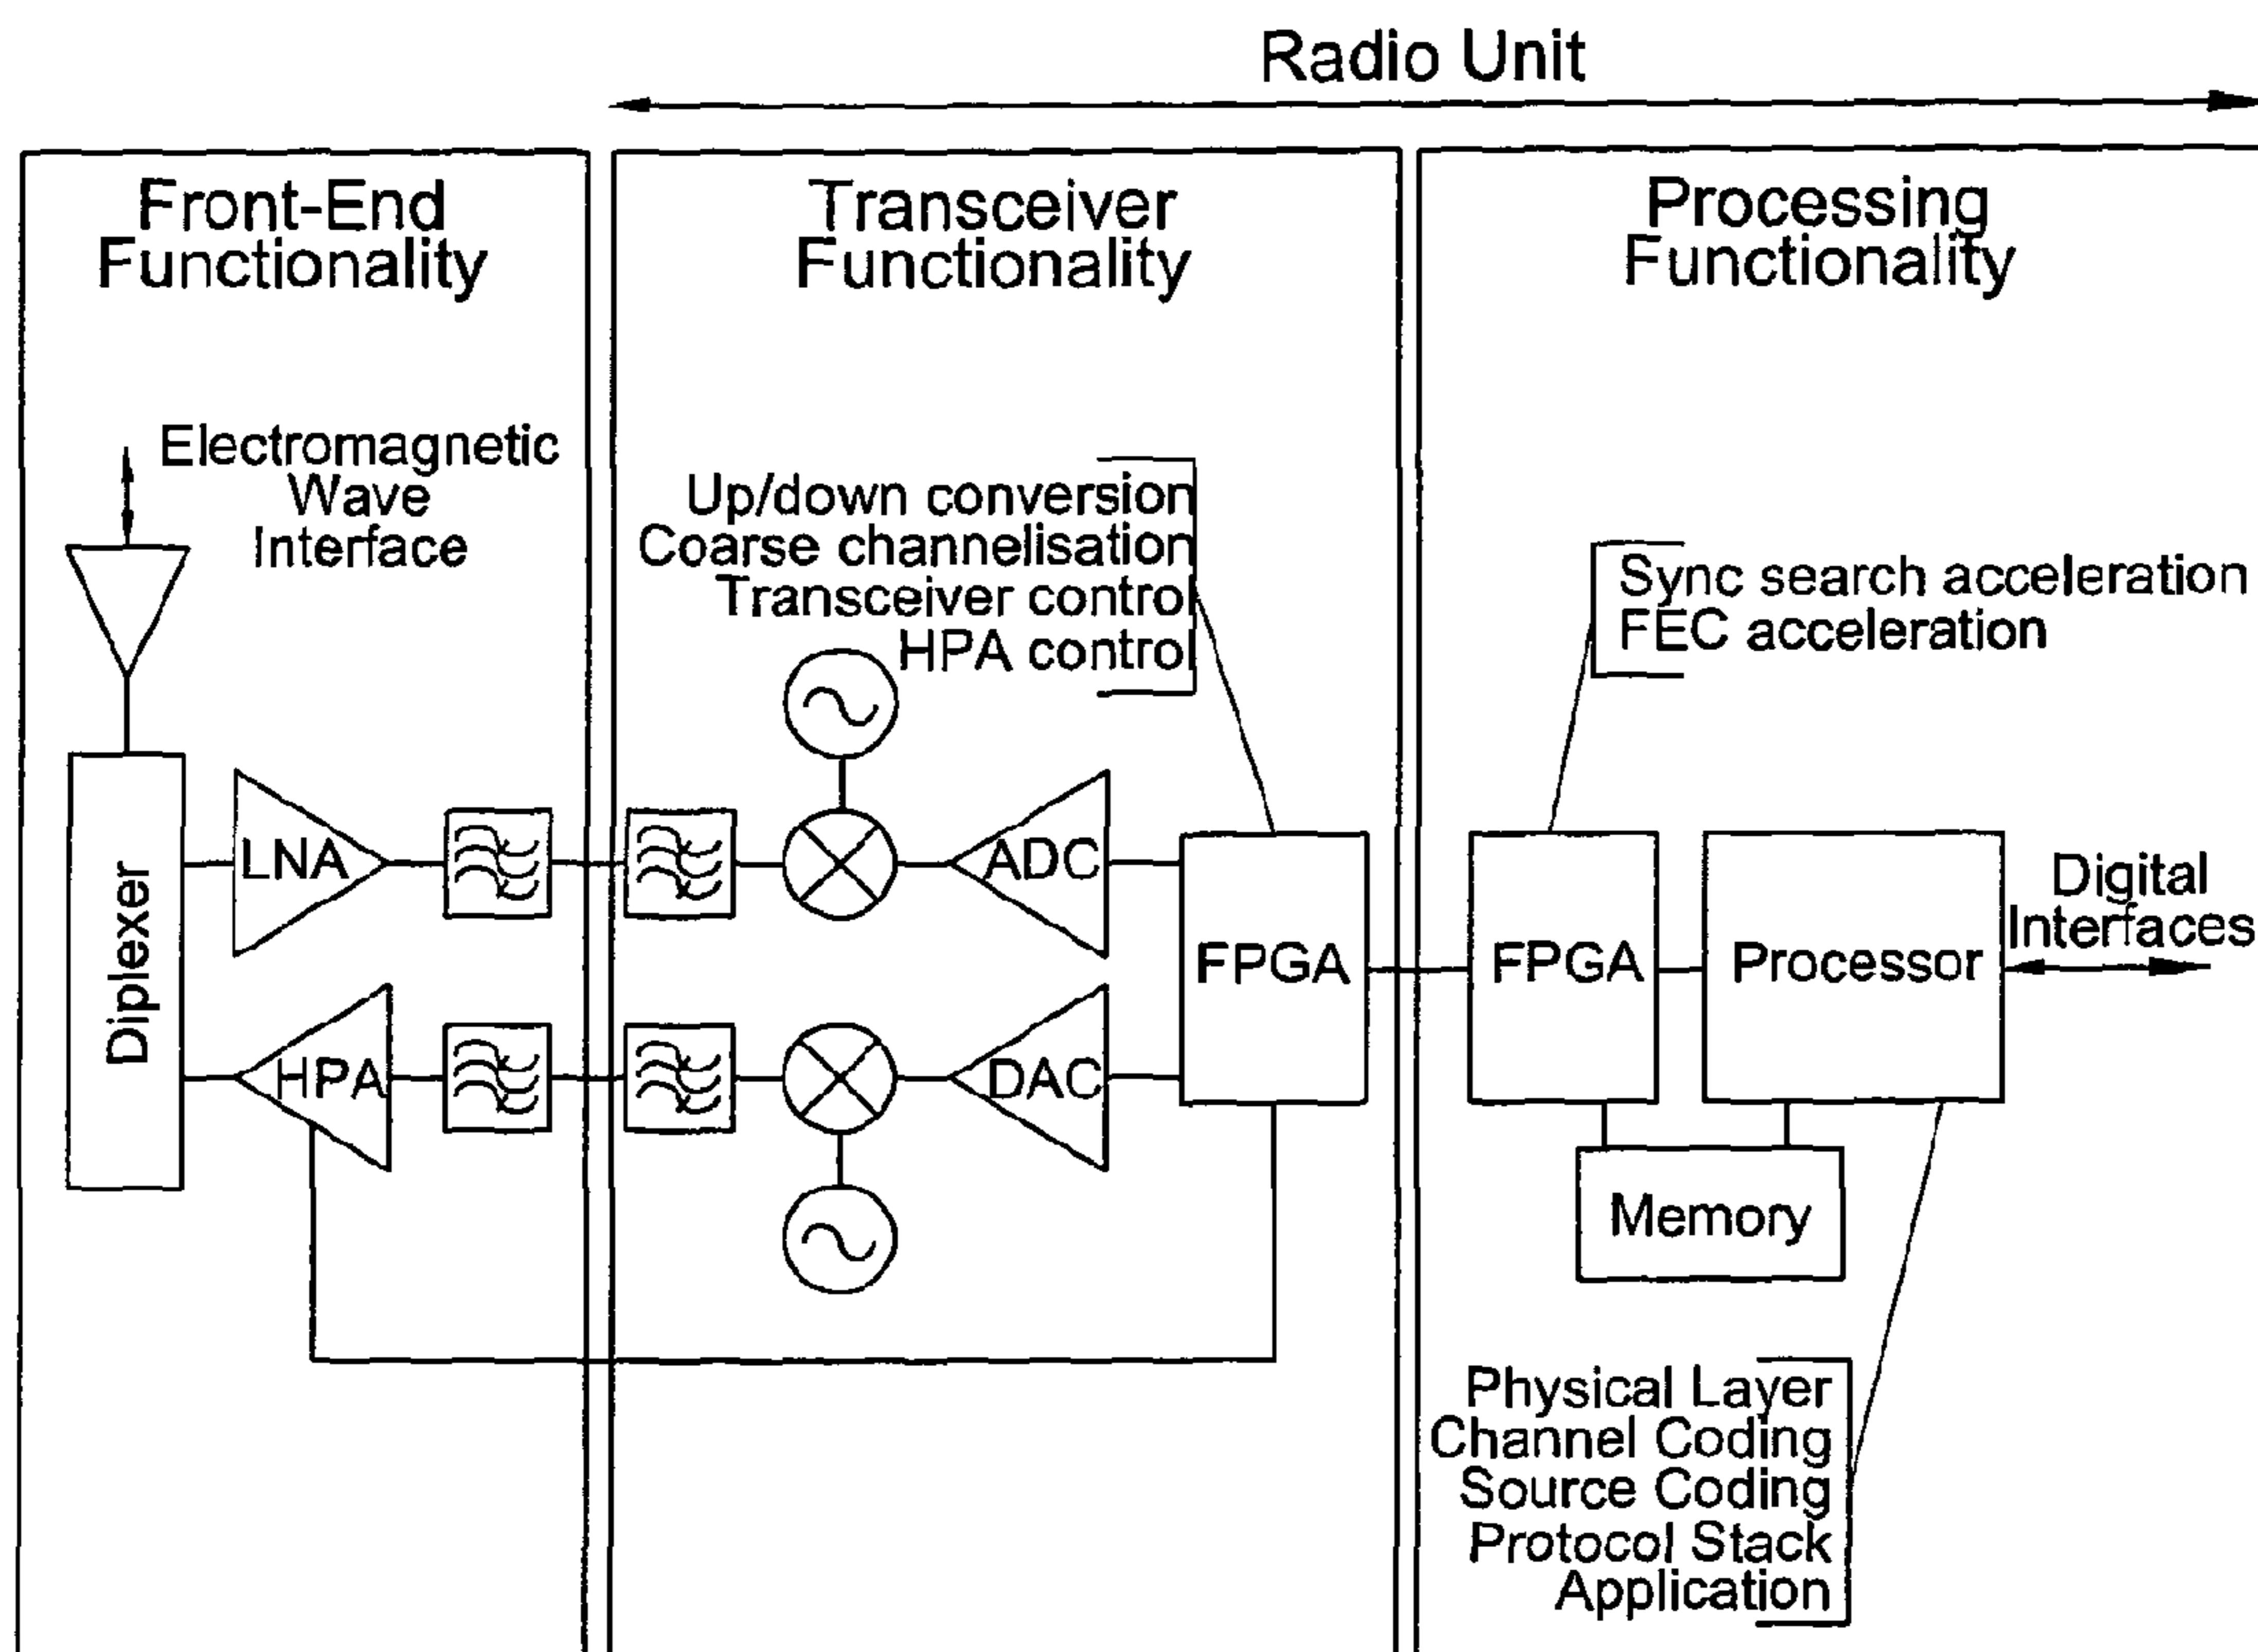 Radio Unit
Front-End
Functionality
Transceiver
Functionality
Processing
Functionality
Electromagnetic
Wave
Interface
Up/down conversion
Coarse channelisation
Transceiver control
HPA control
Sync search acceleration
FEC acceleration
Diplexer
LNA
ADC
HPA
DAC
FPGA
FPGA
Processor
Digital
Interfaces
Memory
Physical Layer
Channel Coding
Source Coding
Protocol Stack
Application